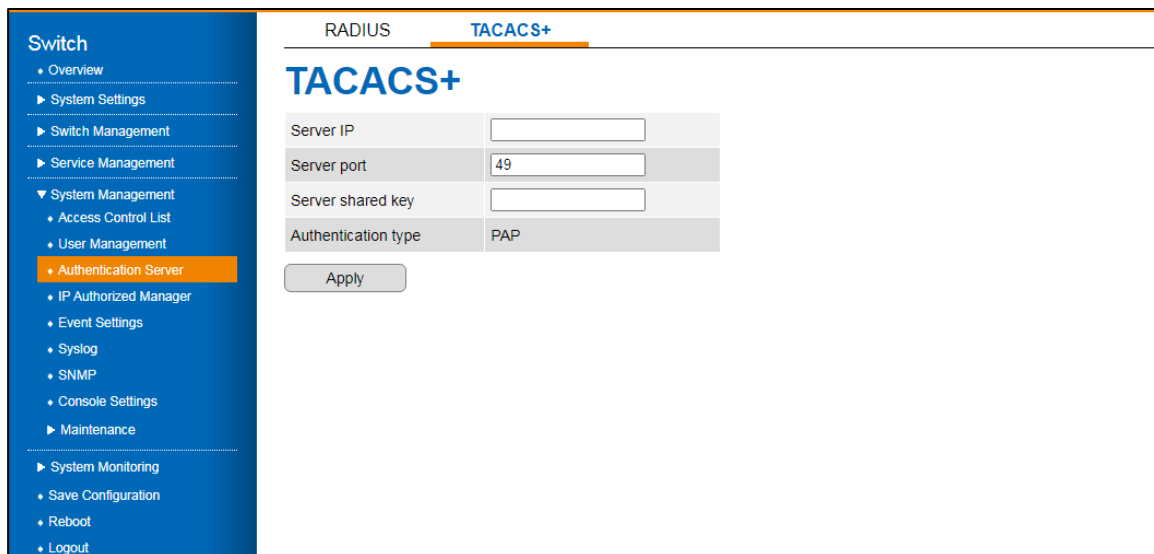 Switch
Overview
System Settings
Switch Management
Service Management
System Management
Access Control List
User Management
Authentication Server
IP Authorized Manager
Event Settings
Syslog
SNMP
Console Settings
Maintenance
System Monitoring
Save Configuration
Reboot
Logout
RADIUS TACACS+
TACACS+
Server IP
Server port 49
Server shared key
Authentication type PAP
Apply